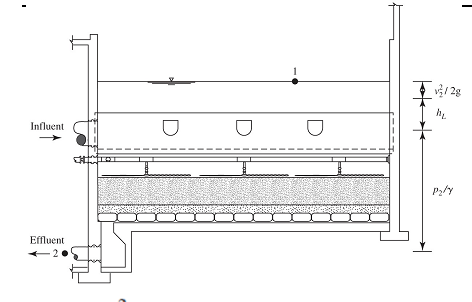 1
v₂²/2g
h_L
Influent
p₂/γ
Effluent
2